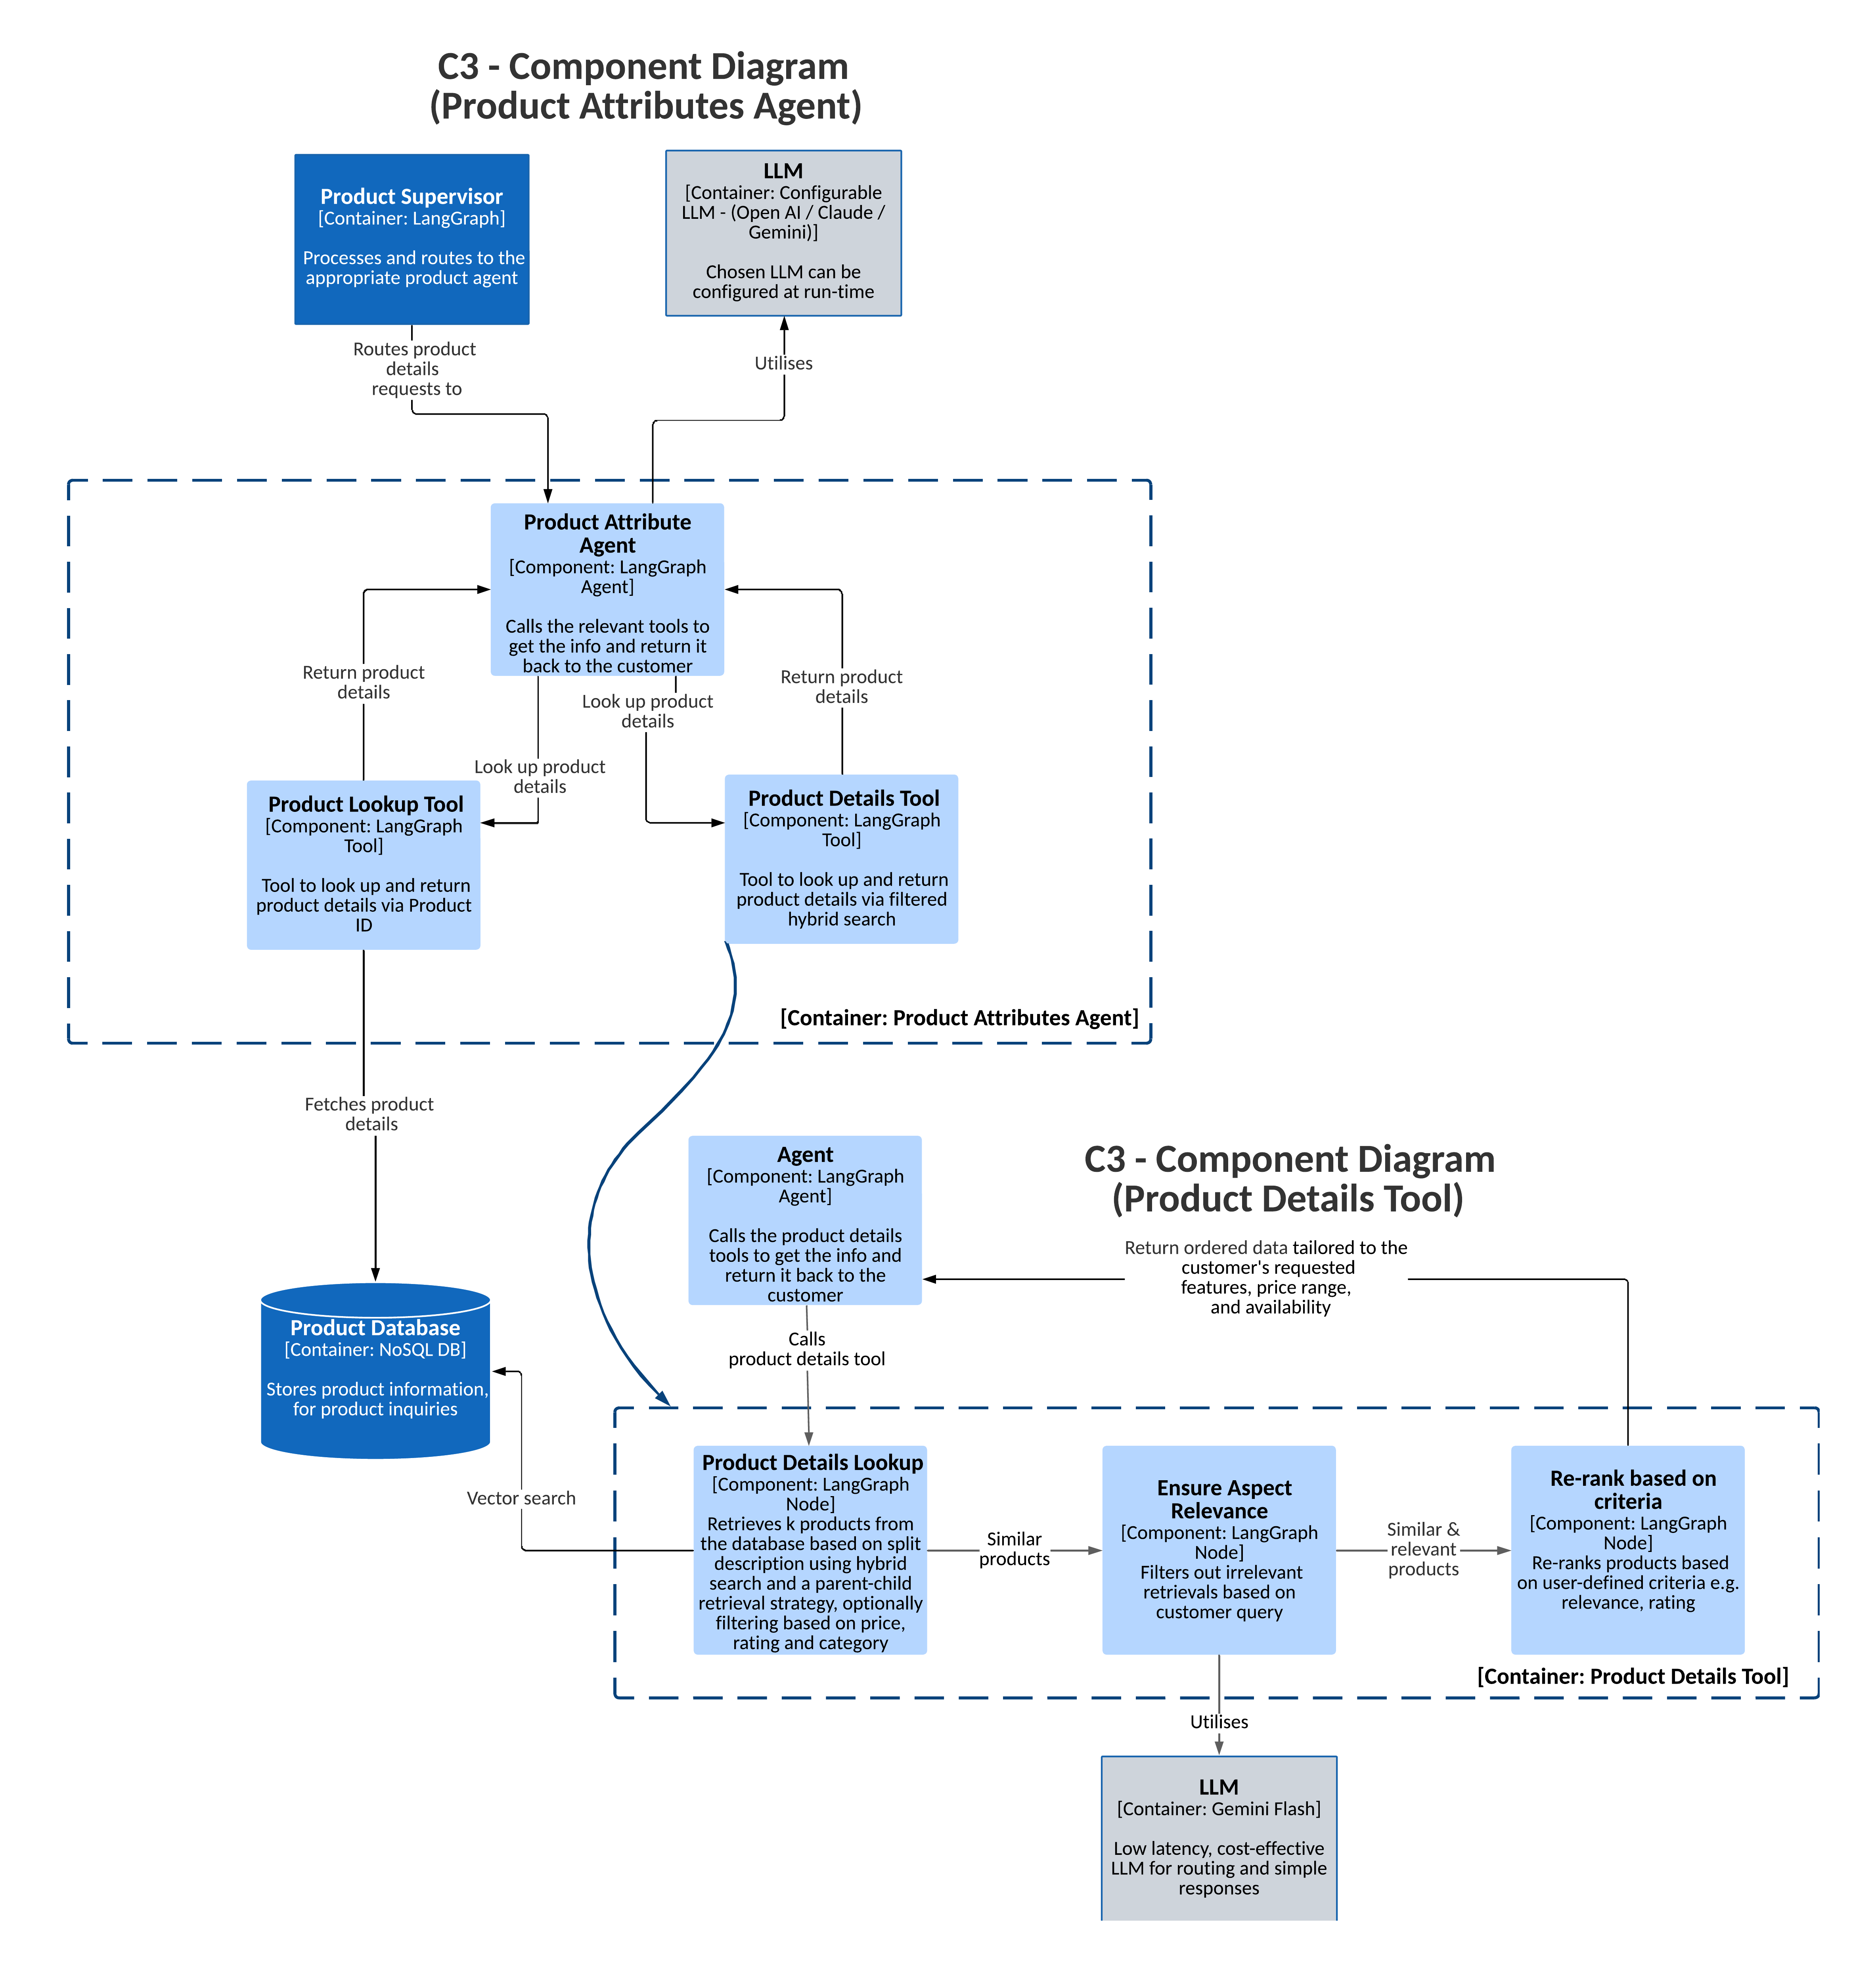 C3 - Component Diagram
(Product Attributes Agent)
Product Supervisor
[Container: LangGraph]
Processes and routes to the
appropriate product agent
LLM
[Container: Configurable
LLM - (Open AI / Claude /
Gemini)]
Chosen LLM can be
configured at run-time
Routes product
details
requests to
Utilises
Product Attribute
Agent
[Component: LangGraph
Agent]
Calls the relevant tools to
get the info and return it
back to the customer
Return product
details
Look up product
details
Look up product
details
Return product
details
Product Lookup Tool
[Component: LangGraph
Tool]
Tool to look up and return
product details via Product
ID
Product Details Tool
[Component: LangGraph
Tool]
Tool to look up and return
product details via filtered
hybrid search
[Container: Product Attributes Agent]
Fetches product
details
Agent
[Component: LangGraph
Agent]
Calls the product details
tools to get the info and
return it back to the
customer
C3 - Component Diagram
(Product Details Tool)
Return ordered data tailored to the
customer's requested
features, price range,
and availability
Product Database
[Container: NoSQL DB]
Stores product information,
for product inquiries
Calls
product details tool
Vector search
Product Details Lookup
[Component: LangGraph
Node]
Retrieves k products from
the database based on split
description using hybrid
search and a parent-child
retrieval strategy, optionally
filtering based on price,
rating and category
Similar
products
Ensure Aspect
Relevance
[Component: LangGraph
Node]
Filters out irrelevant
retrievals based on
customer query
Similar &
relevant
products
Re-rank based on
criteria
[Component: LangGraph
Node]
Re-ranks products based
on user-defined criteria e.g.
relevance, rating
[Container: Product Details Tool]
Utilises
LLM
[Container: Gemini Flash]
Low latency, cost-effective
LLM for routing and simple
responses